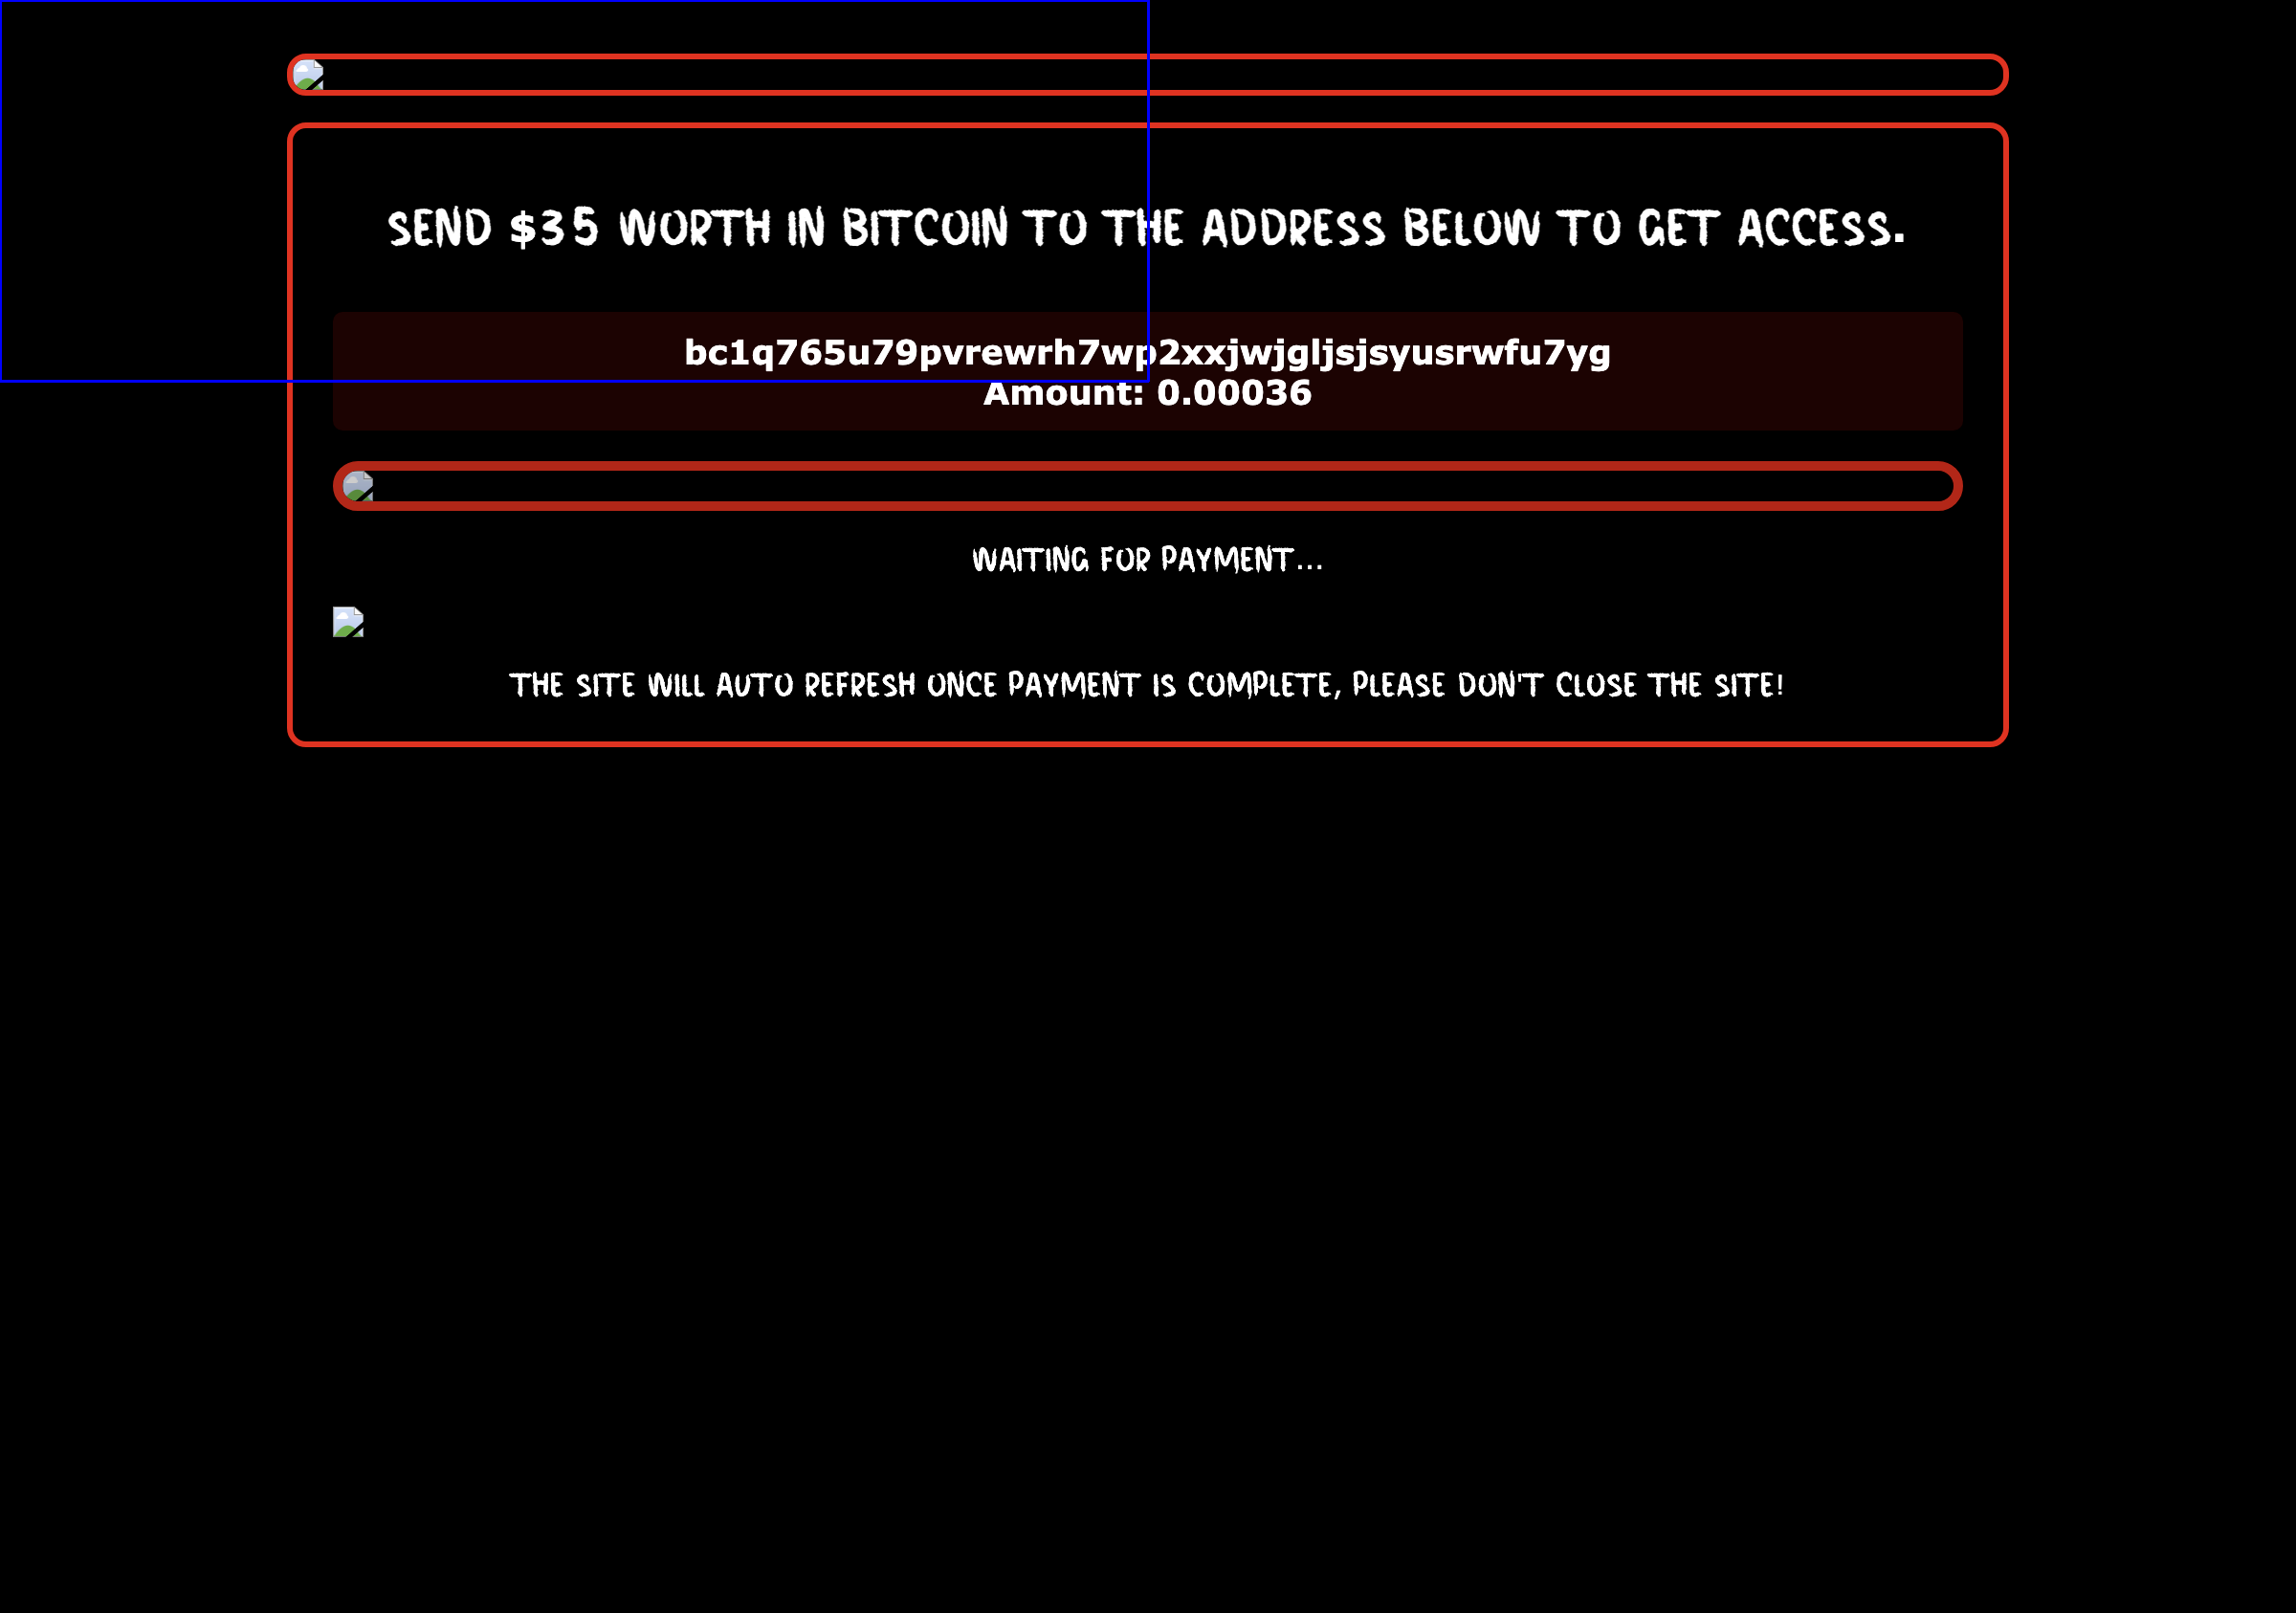 SEND $35 WORTH IN BITCOIN TO THE ADDRESS BELOW TO GET ACCESS.
bc1q765u79pvrewrh7wp2xxjwjgljsjsyusrwfu7yg
Amount: 0.00036
WAITING FOR PAYMENT...
THE SITE WILL AUTO REFRESH ONCE PAYMENT IS COMPLETE, PLEASE DON'T CLOSE THE SITE!